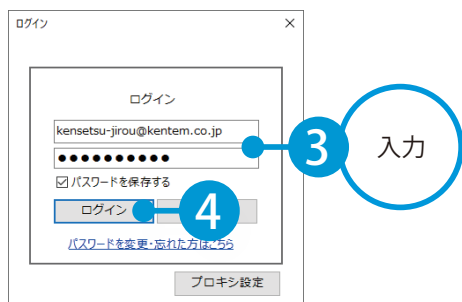 ログイン ×
ログイン
kensetsu-jirou@kentem.co.jp
●●●●●●●●●●
3
入力
☑ パスワードを保存する
ログイン
4
パスワードを変更・忘れた方はこちら
プロキシ設定